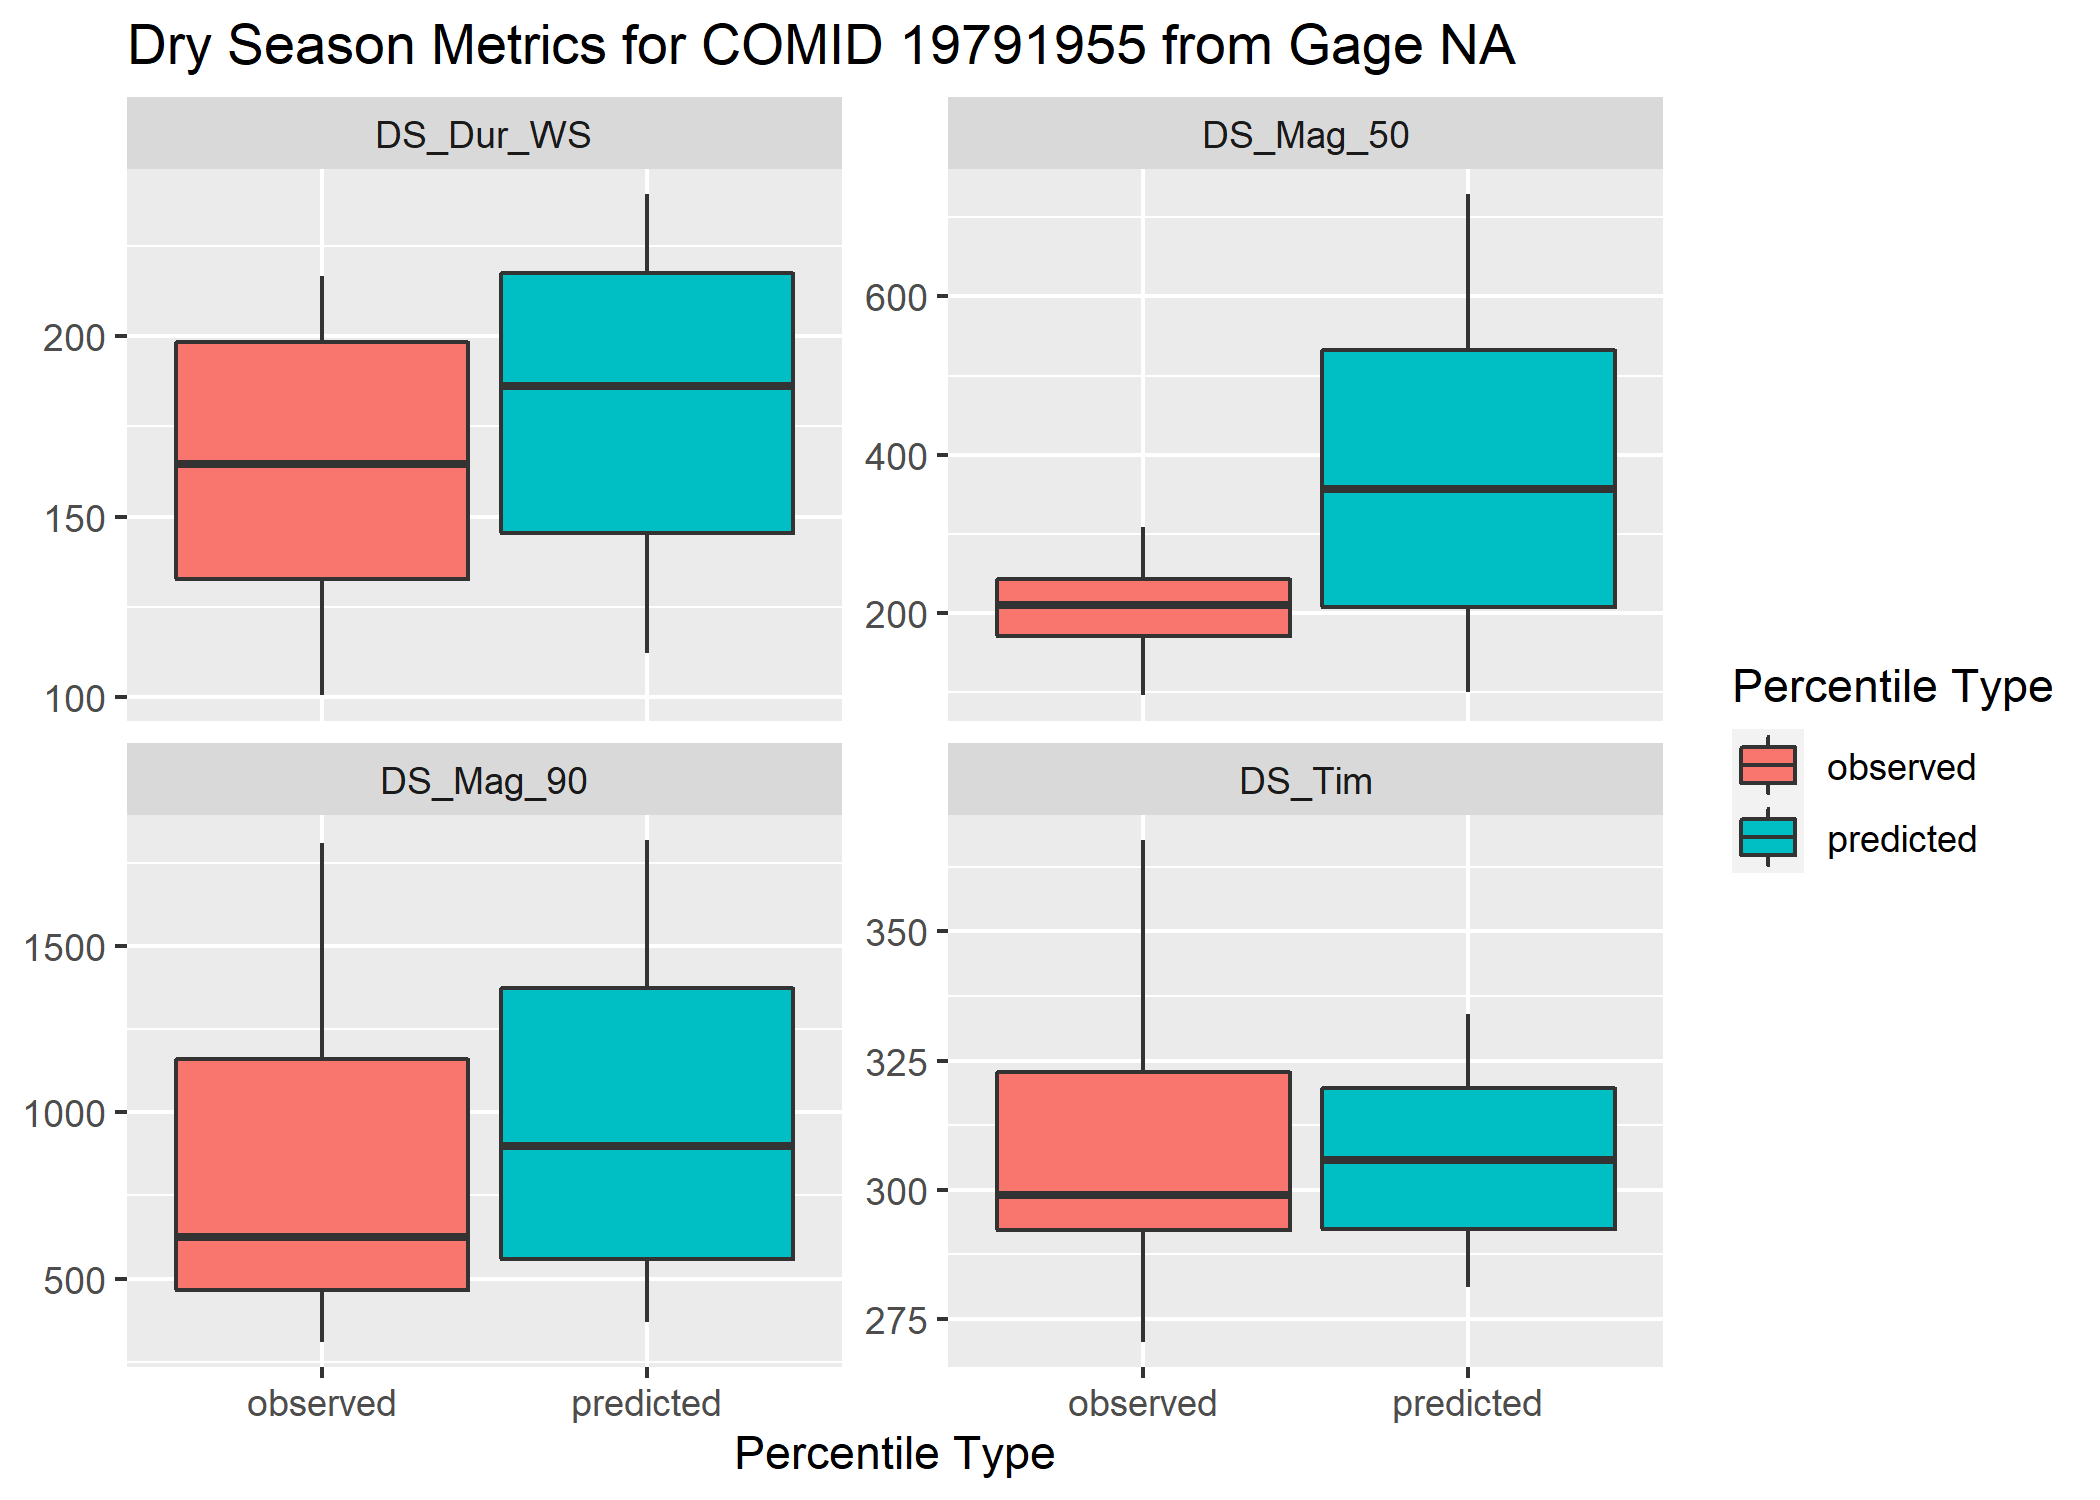 Dry Season Metrics for COMID 19791955 from Gage NA
DS_Dur_WS
DS_Mag_50
200
150
100
600
400
200
DS_Mag_90
DS_Tim
1500
1000
500
350
325
300
275
observed
predicted
observed
predicted
Percentile Type
Percentile Type
observed
predicted